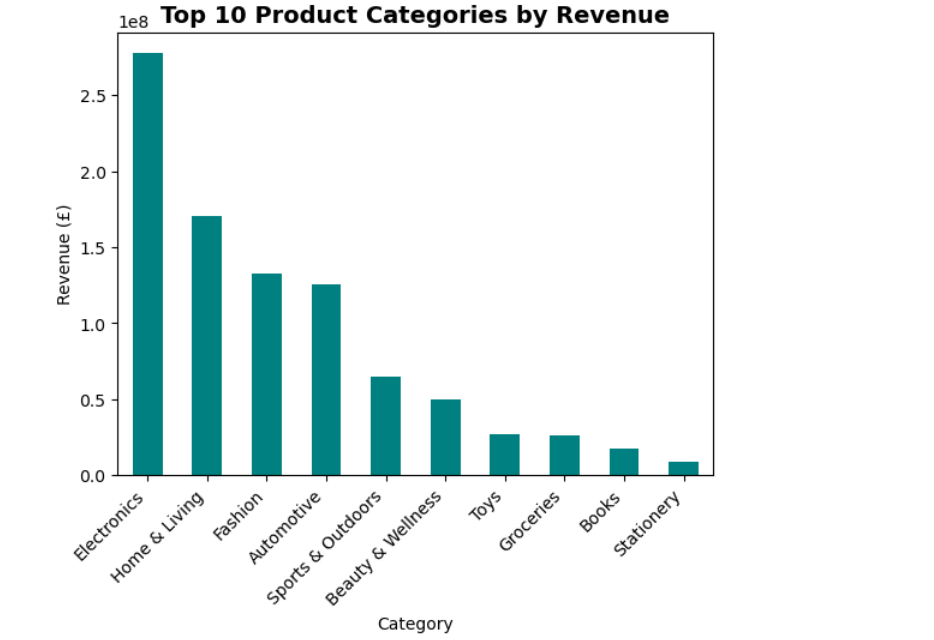 Top 10 Product Categories by Revenue
1e8
2.5
2.0
1.5
1.0
0.5
0.0
Revenue (£)
Electronics
Home & Living
Fashion
Automotive
Sports & Outdoors
Beauty & Wellness
Toys
Groceries
Books
Stationery
Category